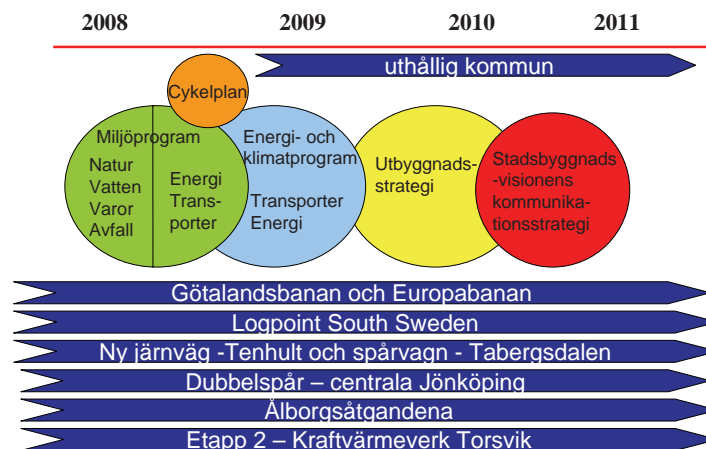 2008 2009 2010 2011
uthållig kommun
Cykelplan
Miljöprogram
Natur
Vatten
Varor
Avfall
Energi
Trans-
porter
Energi- och
klimatprogram
Transporter
Energi
Utbyggnads-
strategi
Stadsbyggnads
-visionens
kommunika-
tionsstrategi
Götalandsbanan och Europabanan
Logpoint South Sweden
Ny järnväg -Tenhult och spårvagn - Tabergsdalen
Dubbelspår – centrala Jönköping
Ålborgsåtgandena
Etapp 2 – Kraftvärmeverk Torsvik